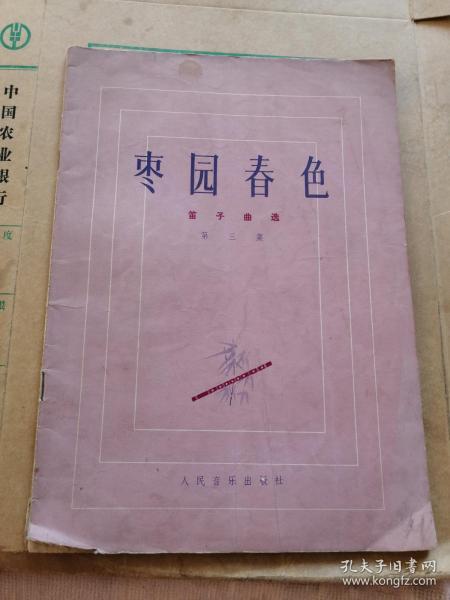 中国农业银行
度
枣园春色
笛子曲选
第三集
人民音乐出版社
孔夫子旧书网
www.kongfz.com